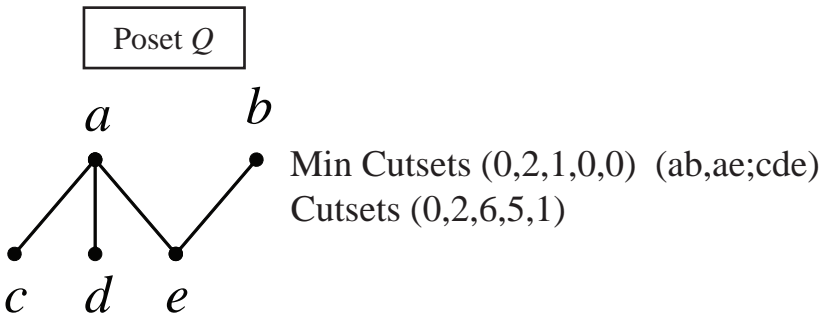 Poset Q
a
b
Min Cutsets (0,2,1,0,0) (ab,ae;cde)
Cutsets (0,2,6,5,1)
c d e